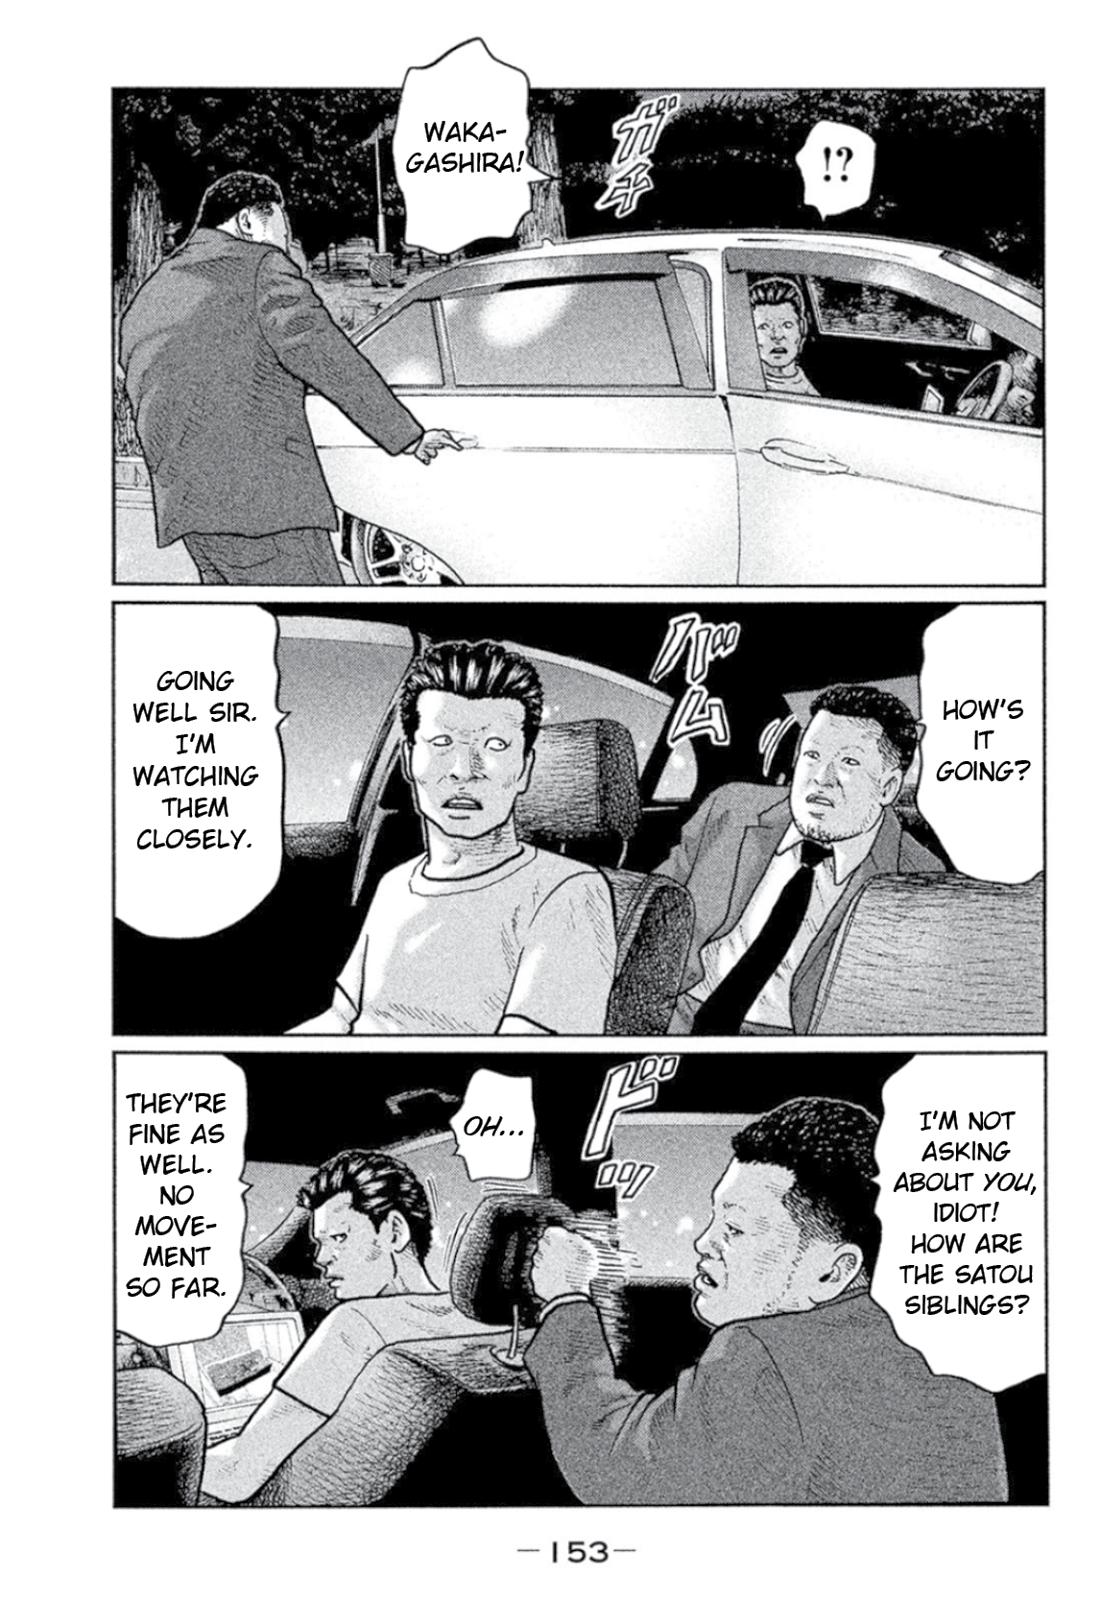 WAKA-
GASHIRA!
ガチ
!?
HOW'S
IT
GOING?
バム
GOING
WELL SIR.
I'M
WATCHING
THEM
CLOSELY.
I'M NOT
ASKING
ABOUT YOU,
IDIOT!
HOW ARE
THE SATOU
SIBLINGS?
ドッ
OH...
THEY'RE
FINE AS
WELL.
NO
MOVE-
MENT
SO FAR.
—153—